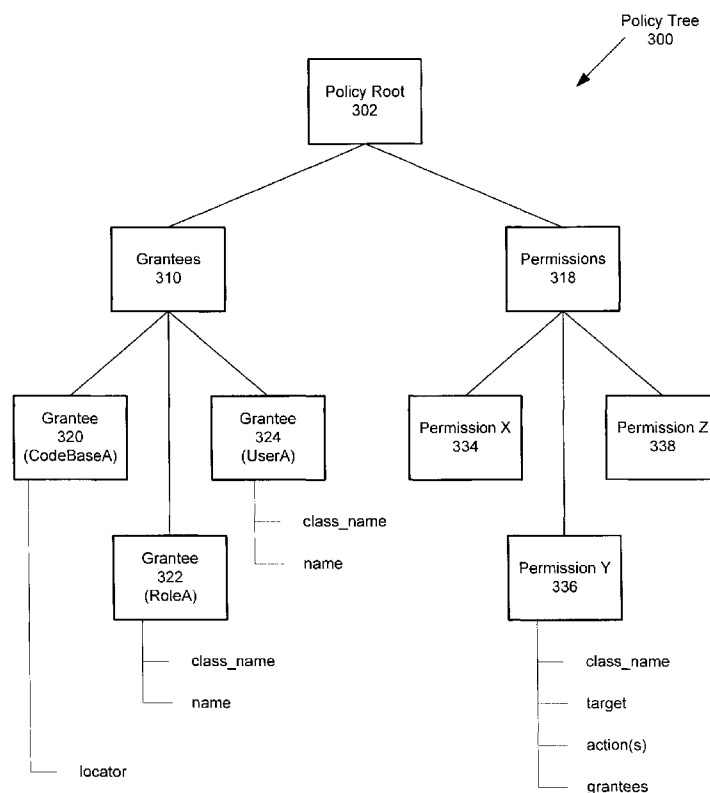 Policy Tree
300
Policy Root
302
Grantees
310
Permissions
318
Grantee
320
(CodeBaseA)
Grantee
324
(UserA)
Permission X
334
Permission Z
338
class_name
name
Grantee
322
(RoleA)
Permission Y
336
class_name
name
class_name
target
action(s)
grantees
locator